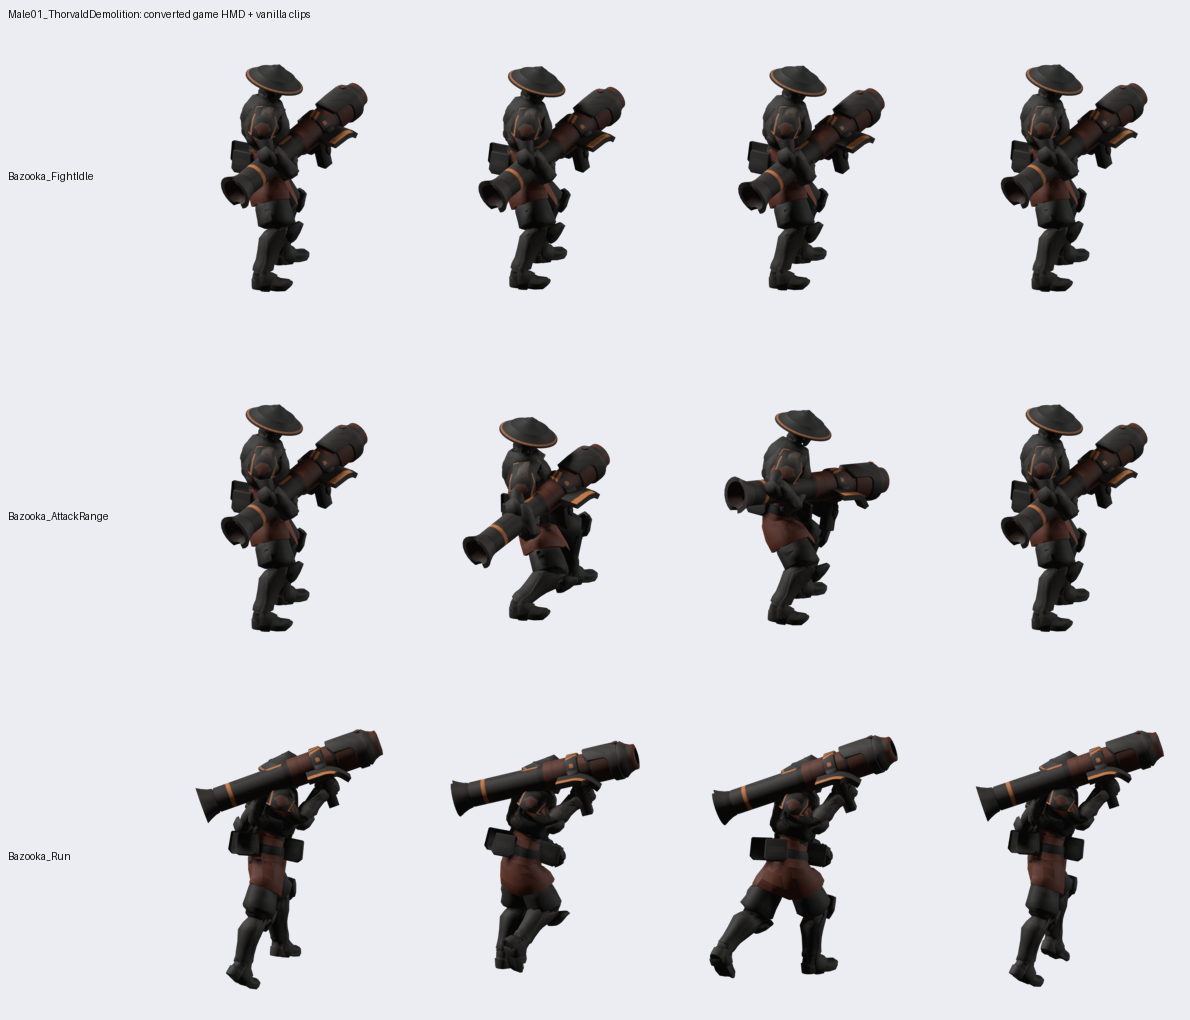 Male01_ThorvaldDemolition: converted game HMD + vanilla clips
Bazooka_FightIdle
Bazooka_AttackRange
Bazooka_Run